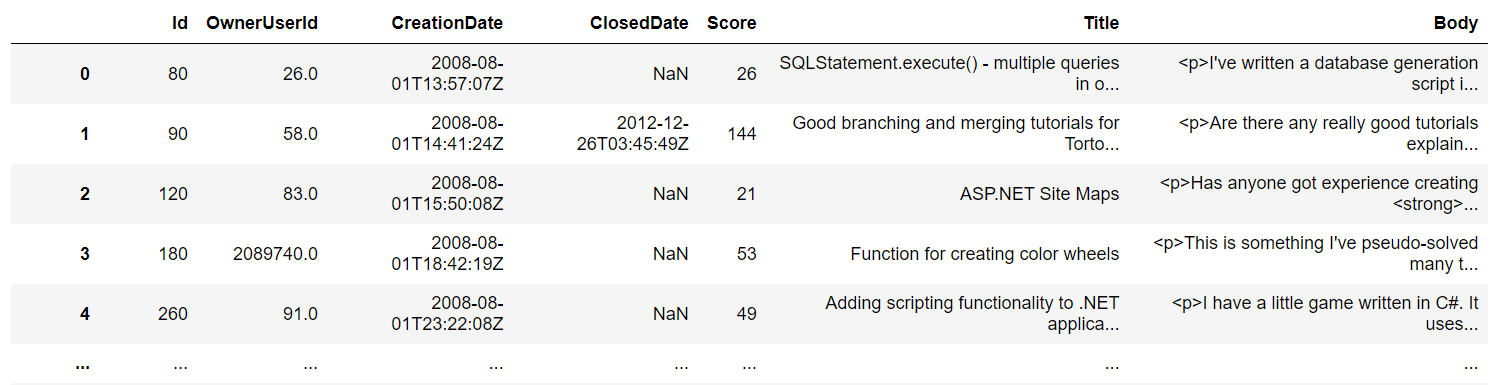 Id OwnerUserId CreationDate ClosedDate Score Title Body
0 80 26.0 2008-08- NaN 26 SQLStatement.execute() - multiple queries <p>I've written a database generation
01T13:57:07Z in o... script i...
1 90 58.0 2008-08- 2012-12- 144 Good branching and merging tutorials for <p>Are there any really good tutorials
01T14:41:24Z 26T03:45:49Z Torto... explain...
2 120 83.0 2008-08- NaN 21 ASP.NET Site Maps <p>Has anyone got experience creating
01T15:50:08Z <strong>...
3 180 2089740.0 2008-08- NaN 53 Function for creating color wheels <p>This is something I've pseudo-solved
01T18:42:19Z many t...
4 260 91.0 2008-08- NaN 49 Adding scripting functionality to .NET <p>I have a little game written in C#. It
01T23:22:08Z applica... uses...
... ... ... ... ... ... ... ...